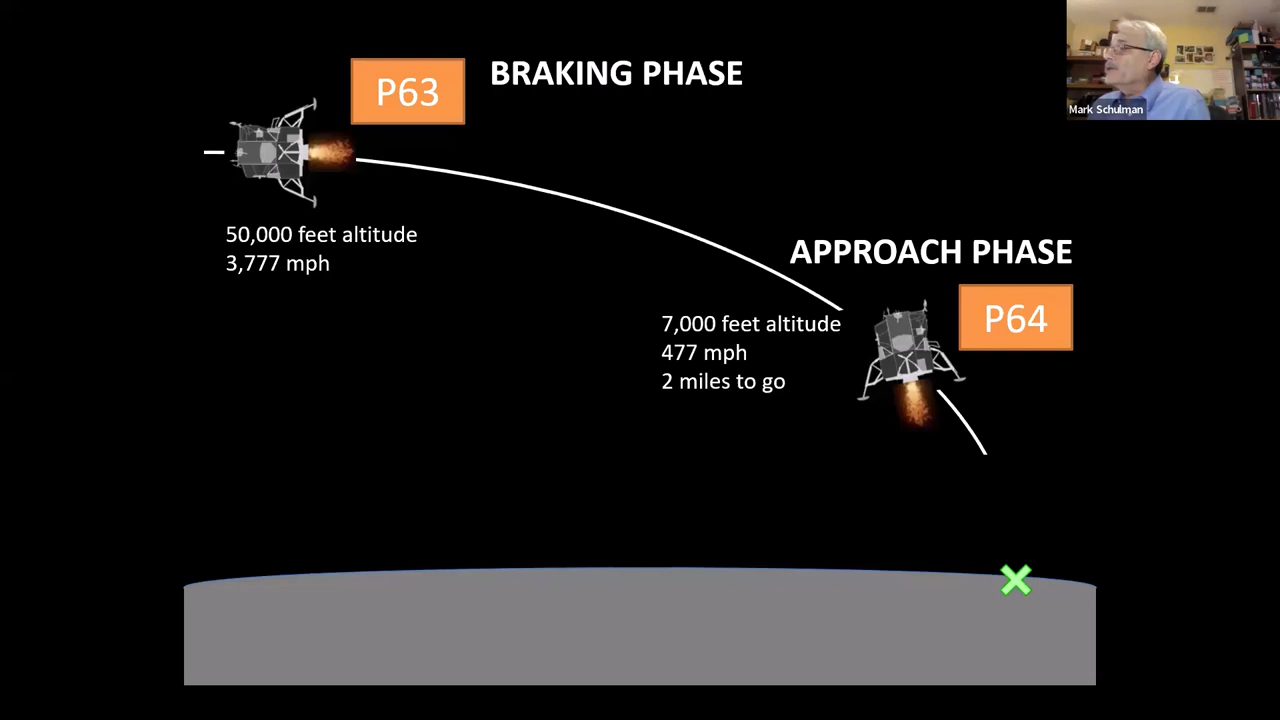 P63
BRAKING PHASE
Mark Schulman
50,000 feet altitude
3,777 mph
APPROACH PHASE
P64
7,000 feet altitude
477 mph
2 miles to go